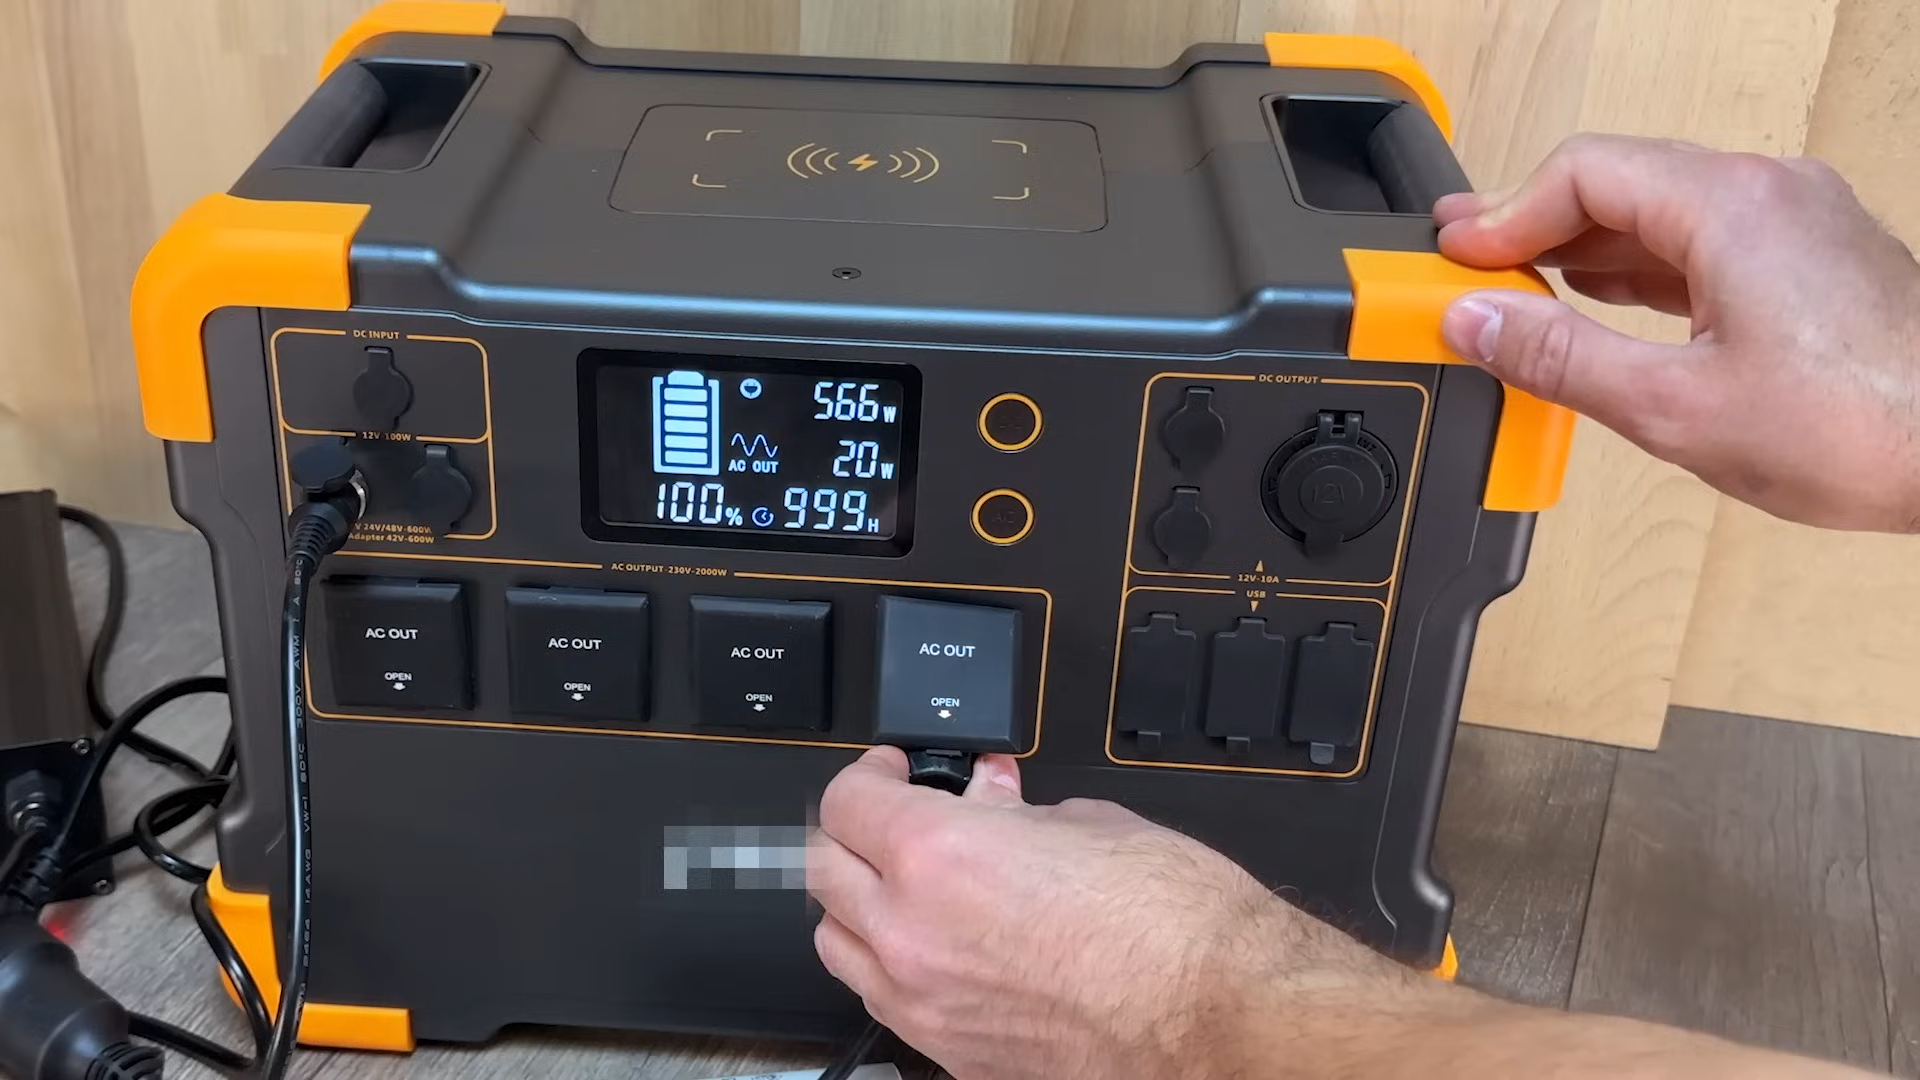 DC INPUT
12V-100W
24V/48V-600W
Adapter 42V-600W
566W
AC OUT
20W
100%
999H
AC
DC OUTPUT
12V-10A
USB
AC OUTPUT-230V-2000W
AC OUT
OPEN
AC OUT
OPEN
AC OUT
OPEN
AC OUT
OPEN